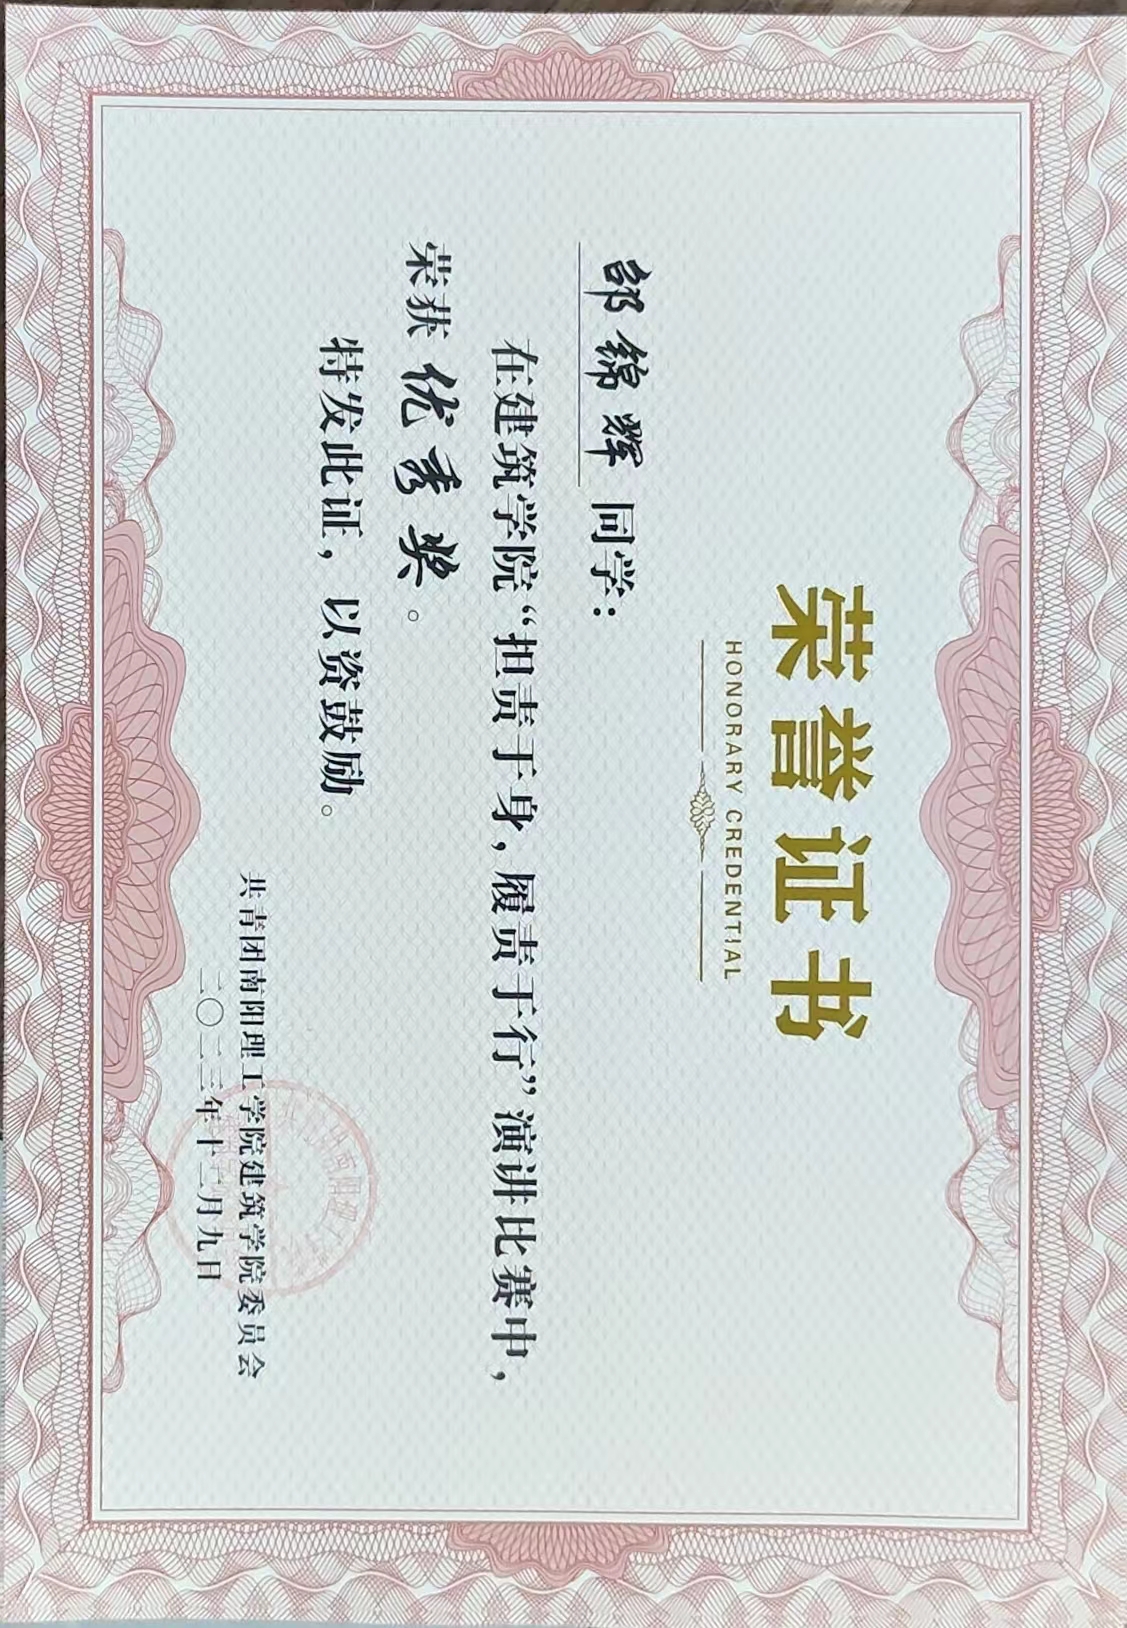 荣誉证书
HONORARY CREDENTIAL
邰绵辉 同学：
在建筑学院“担责于身，履责于行”演讲比赛中，
荣获 优秀奖 。
特发此证，以资鼓励。
共青团南阳理工学院建筑学院委员会
二〇二三年十二月九日